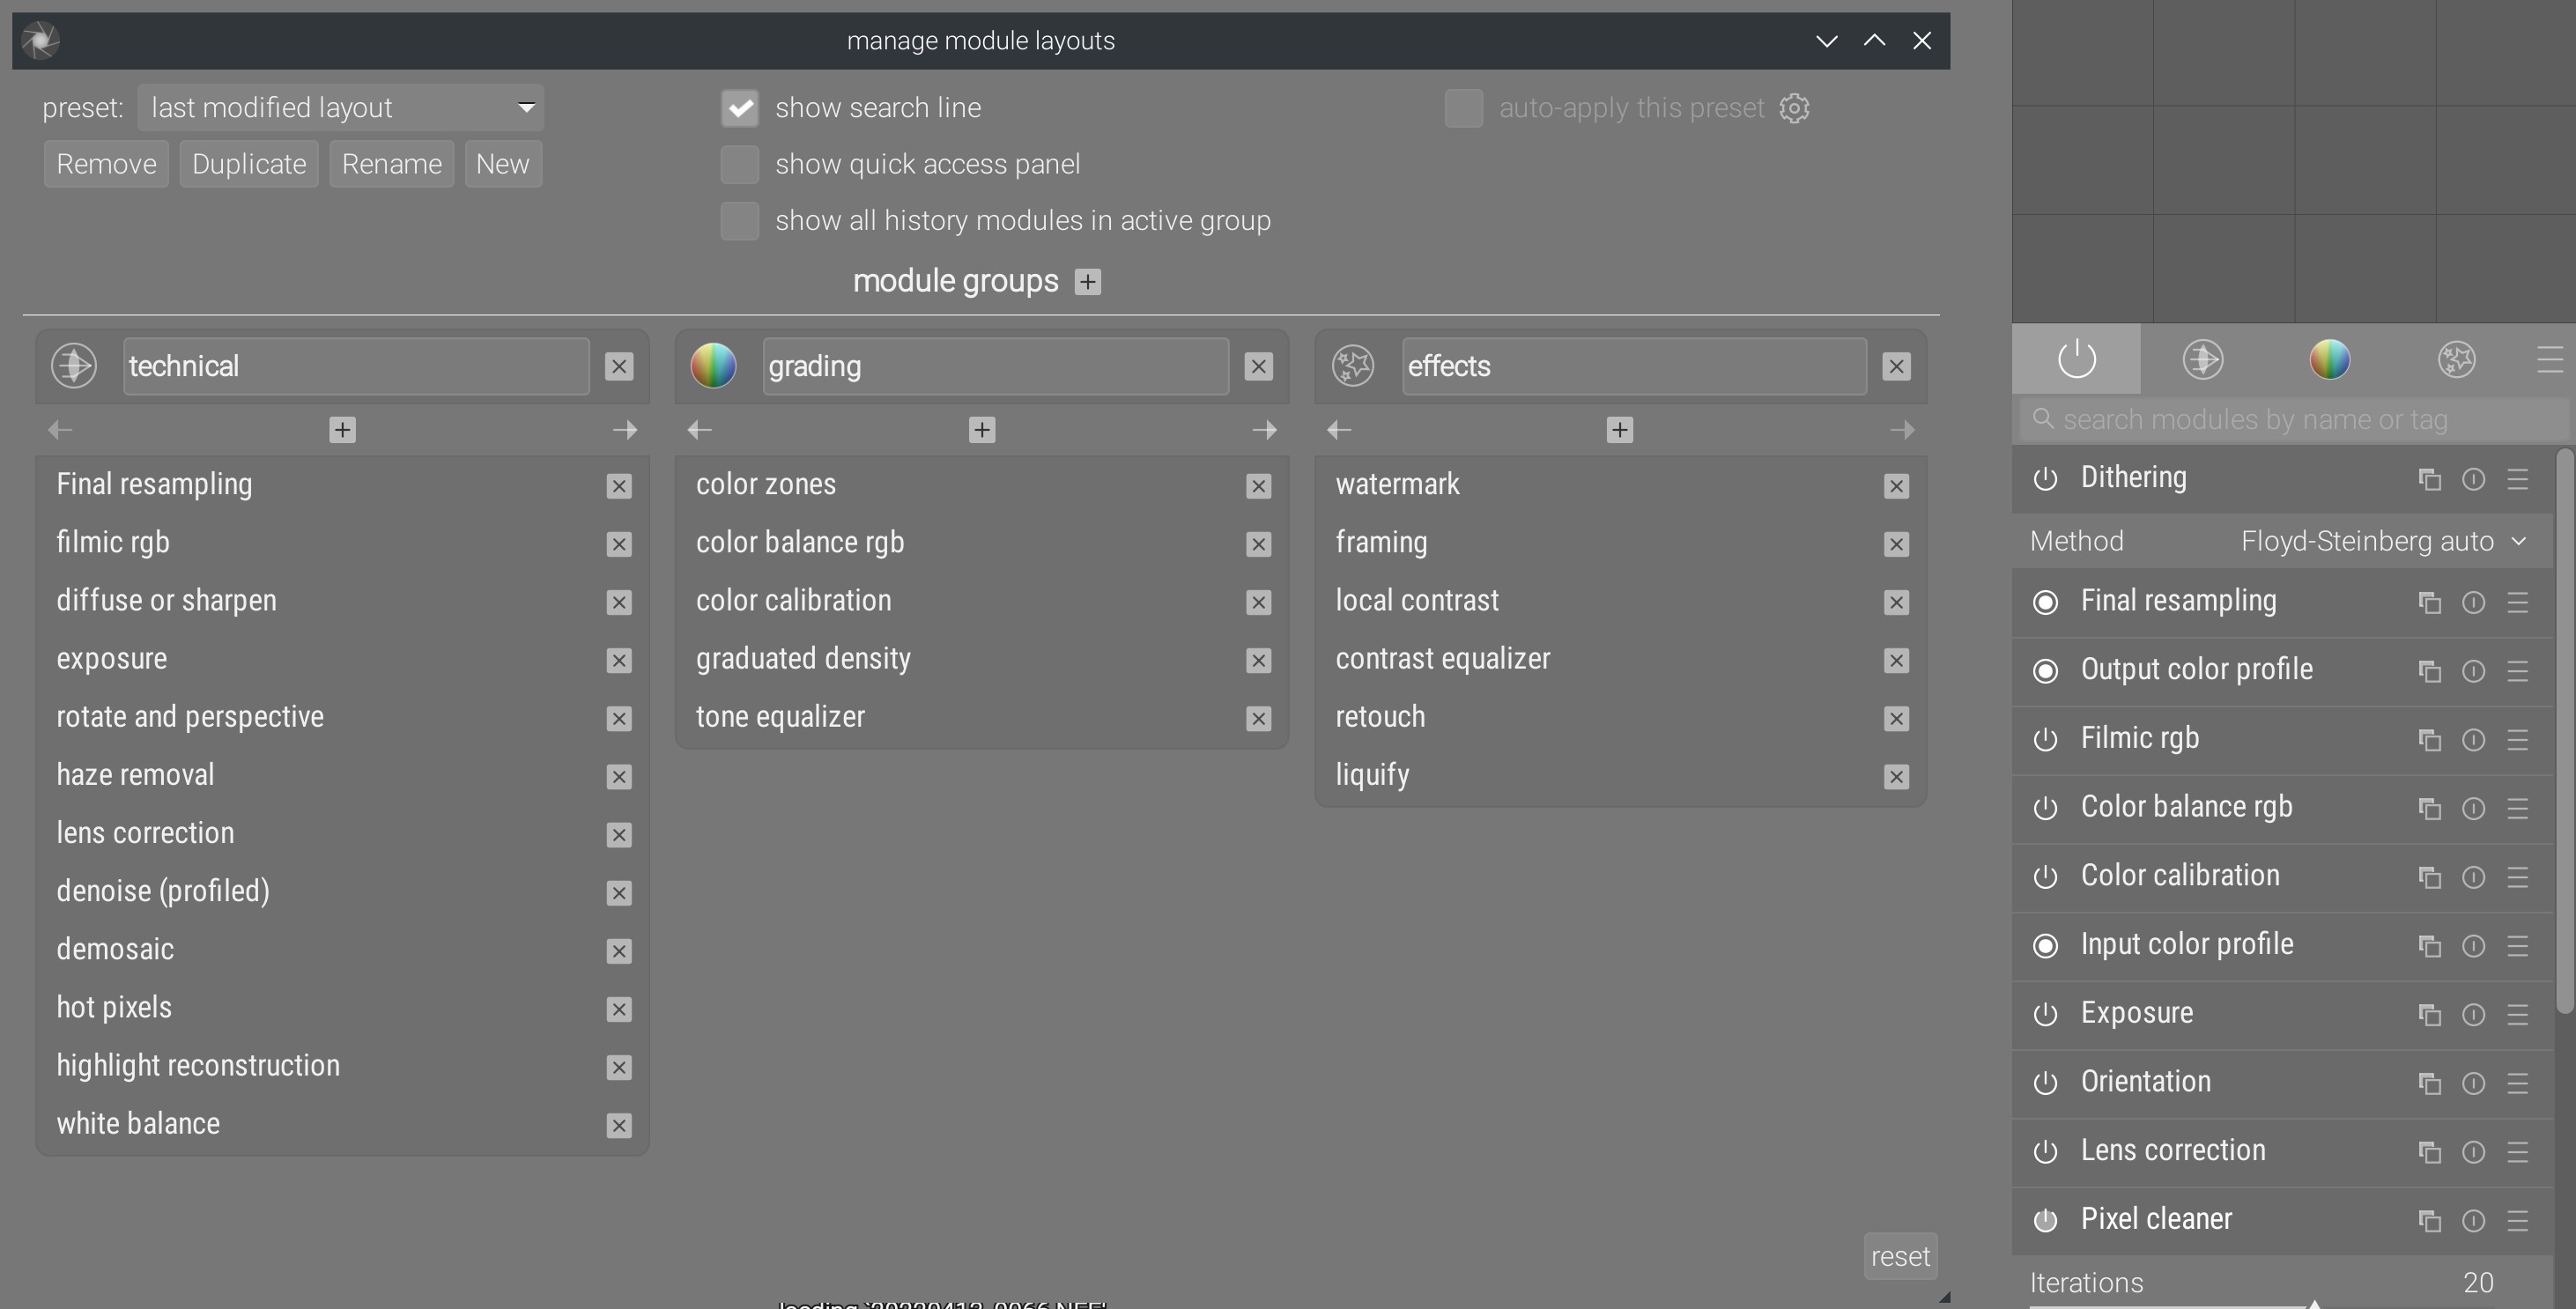 manage module layouts
preset: last modified layout
Remove Duplicate Rename New
show search line
show quick access panel
show all history modules in active group
auto-apply this preset
module groups
technical
Final resampling
filmic rgb
diffuse or sharpen
exposure
rotate and perspective
haze removal
lens correction
denoise (profiled)
demosaic
hot pixels
highlight reconstruction
white balance
grading
color zones
color balance rgb
color calibration
graduated density
tone equalizer
effects
watermark
framing
local contrast
contrast equalizer
retouch
liquify
reset
search modules by name or tag
Dithering
Method Floyd-Steinberg auto
Final resampling
Output color profile
Filmic rgb
Color balance rgb
Color calibration
Input color profile
Exposure
Orientation
Lens correction
Pixel cleaner
Iterations 20